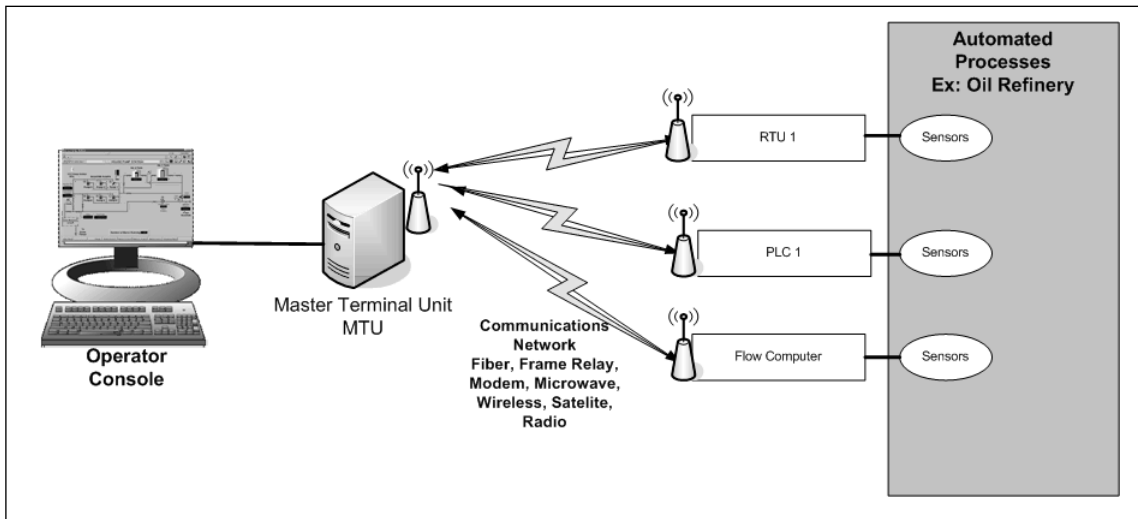 Automated
Processes
Ex: Oil Refinery
RTU 1
Sensors
PLC 1
Sensors
Flow Computer
Sensors
Master Terminal Unit
MTU
Communications
Network
Fiber, Frame Relay,
Modem, Microwave,
Wireless, Satelite,
Radio
Operator
Console